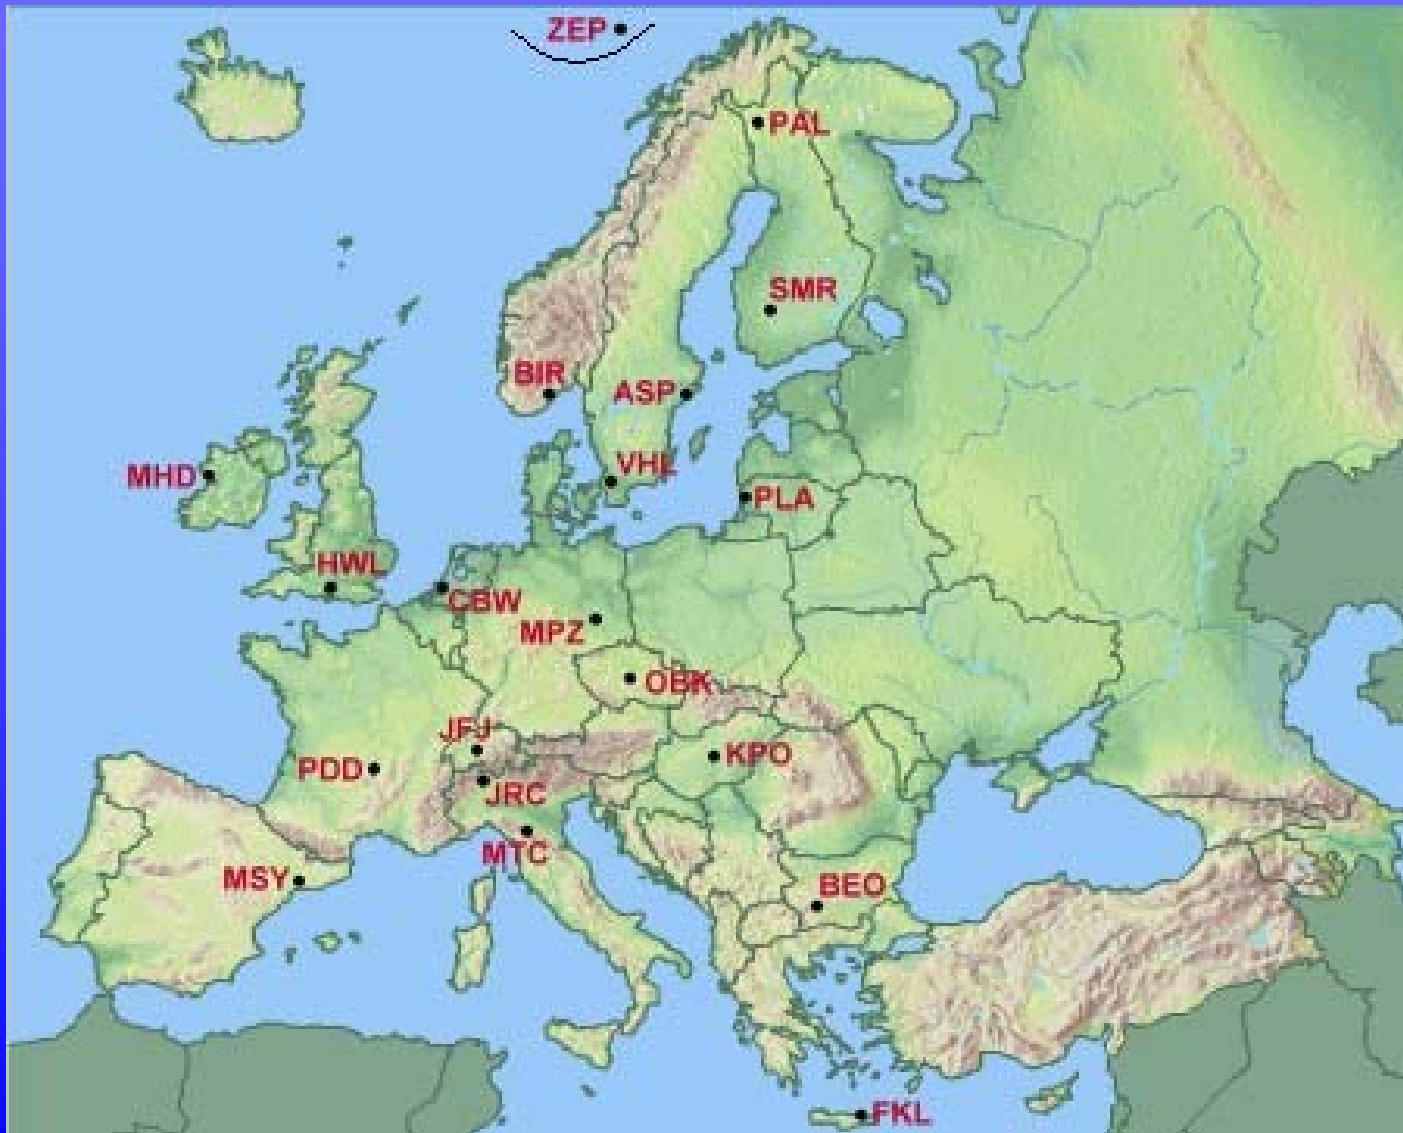 ZEP
PAL
SMR
BIR
ASP
VHL
MHD
PLA
HWL
CBW
MPZ
OBK
JFJ
KPO
PDD
JRC
MTC
MSY
BEO
FKL